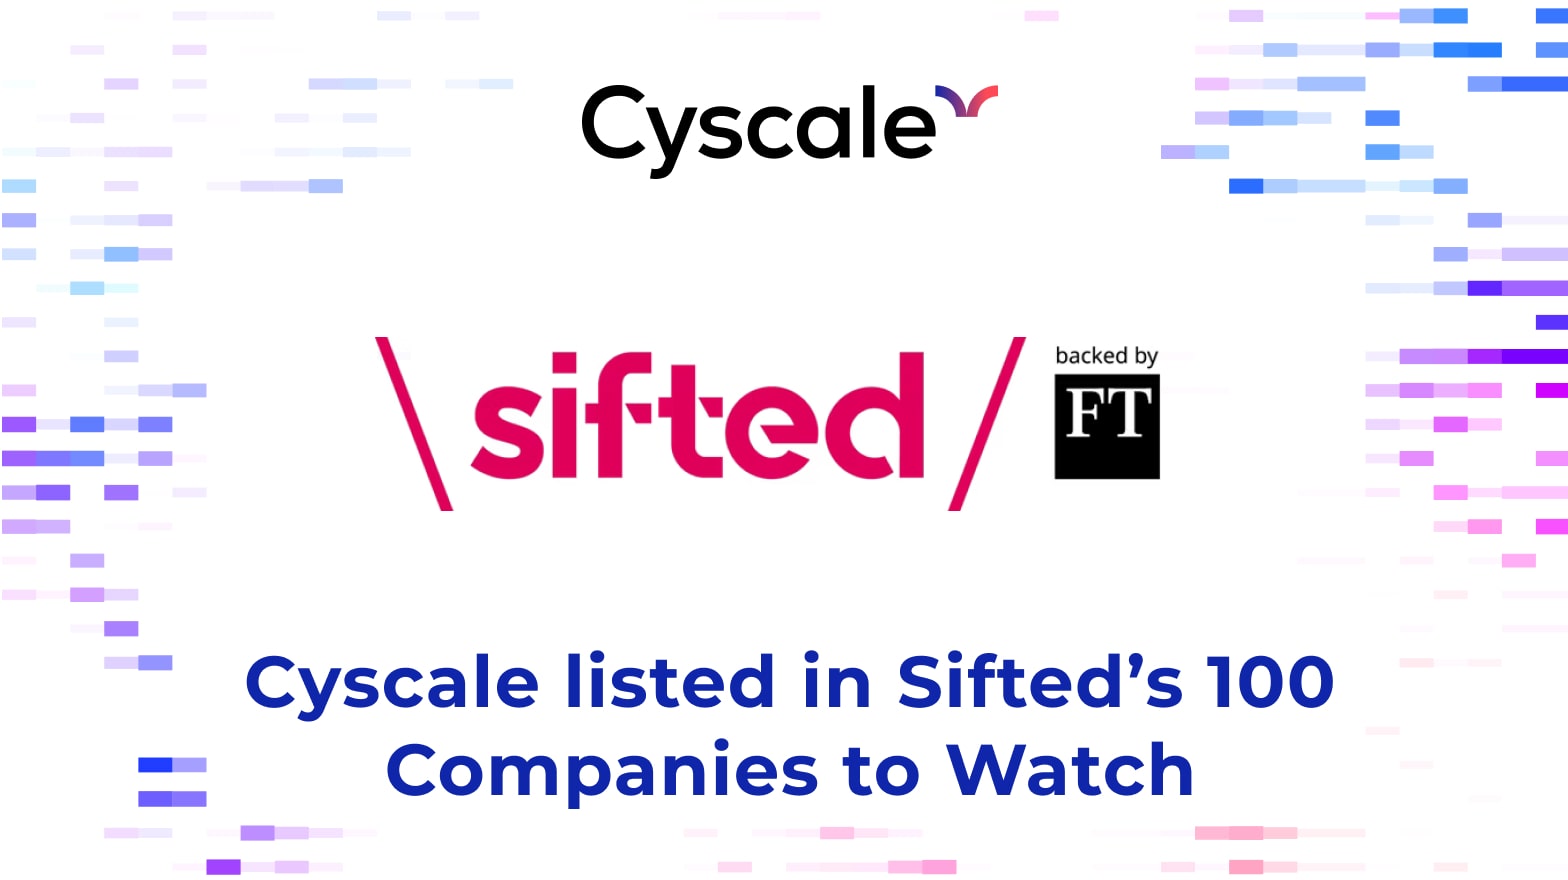 Cyscale
\sifted/
backed by
FT
Cyscale listed in Sifted’s 100
Companies to Watch